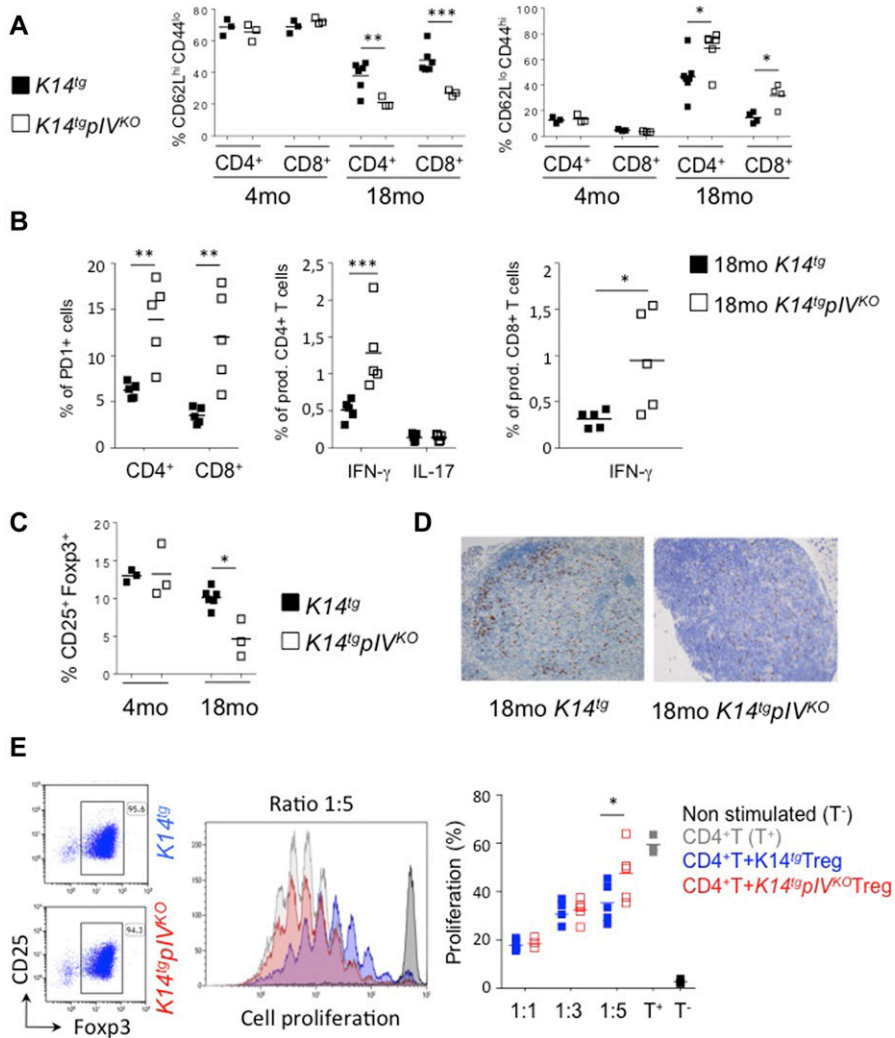 A
K14tg
K14tgpIVKO
% CD62Lhi CD44lo
80
60
40
20
0
**
***
CD4+ CD8+ CD4+ CD8+
4mo 18mo
% CD62Llo CD44hi
100
80
60
40
20
0
*
*
CD4+ CD8+ CD4+ CD8+
4mo 18mo
B
% of PD1+ cells
20
15
10
5
0
**
**
CD4+ CD8+
% of prod. CD4+ T cells
2,5
2
1,5
1
0,5
0
***
IFN-γ IL-17
% of prod. CD8+ T cells
2
1,5
1
0,5
0
*
IFN-γ
18mo K14tg
18mo K14tgpIVKO
C
% CD25+ Foxp3+
20
15
10
5
0
*
4mo 18mo
K14tg
K14tgpIVKO
D
18mo K14tg
18mo K14tgpIVKO
E
95.6
K14tg
94.3
K14tgpIVKO
CD25
Foxp3
Ratio 1:5
200
150
100
50
0
Cell proliferation
Proliferation (%)
80
60
40
20
0
*
1:1 1:3 1:5 T+ T-
Non stimulated (T-)
CD4+T (T+)
CD4+T+K14tgTreg
CD4+T+K14tgpIVKOTreg